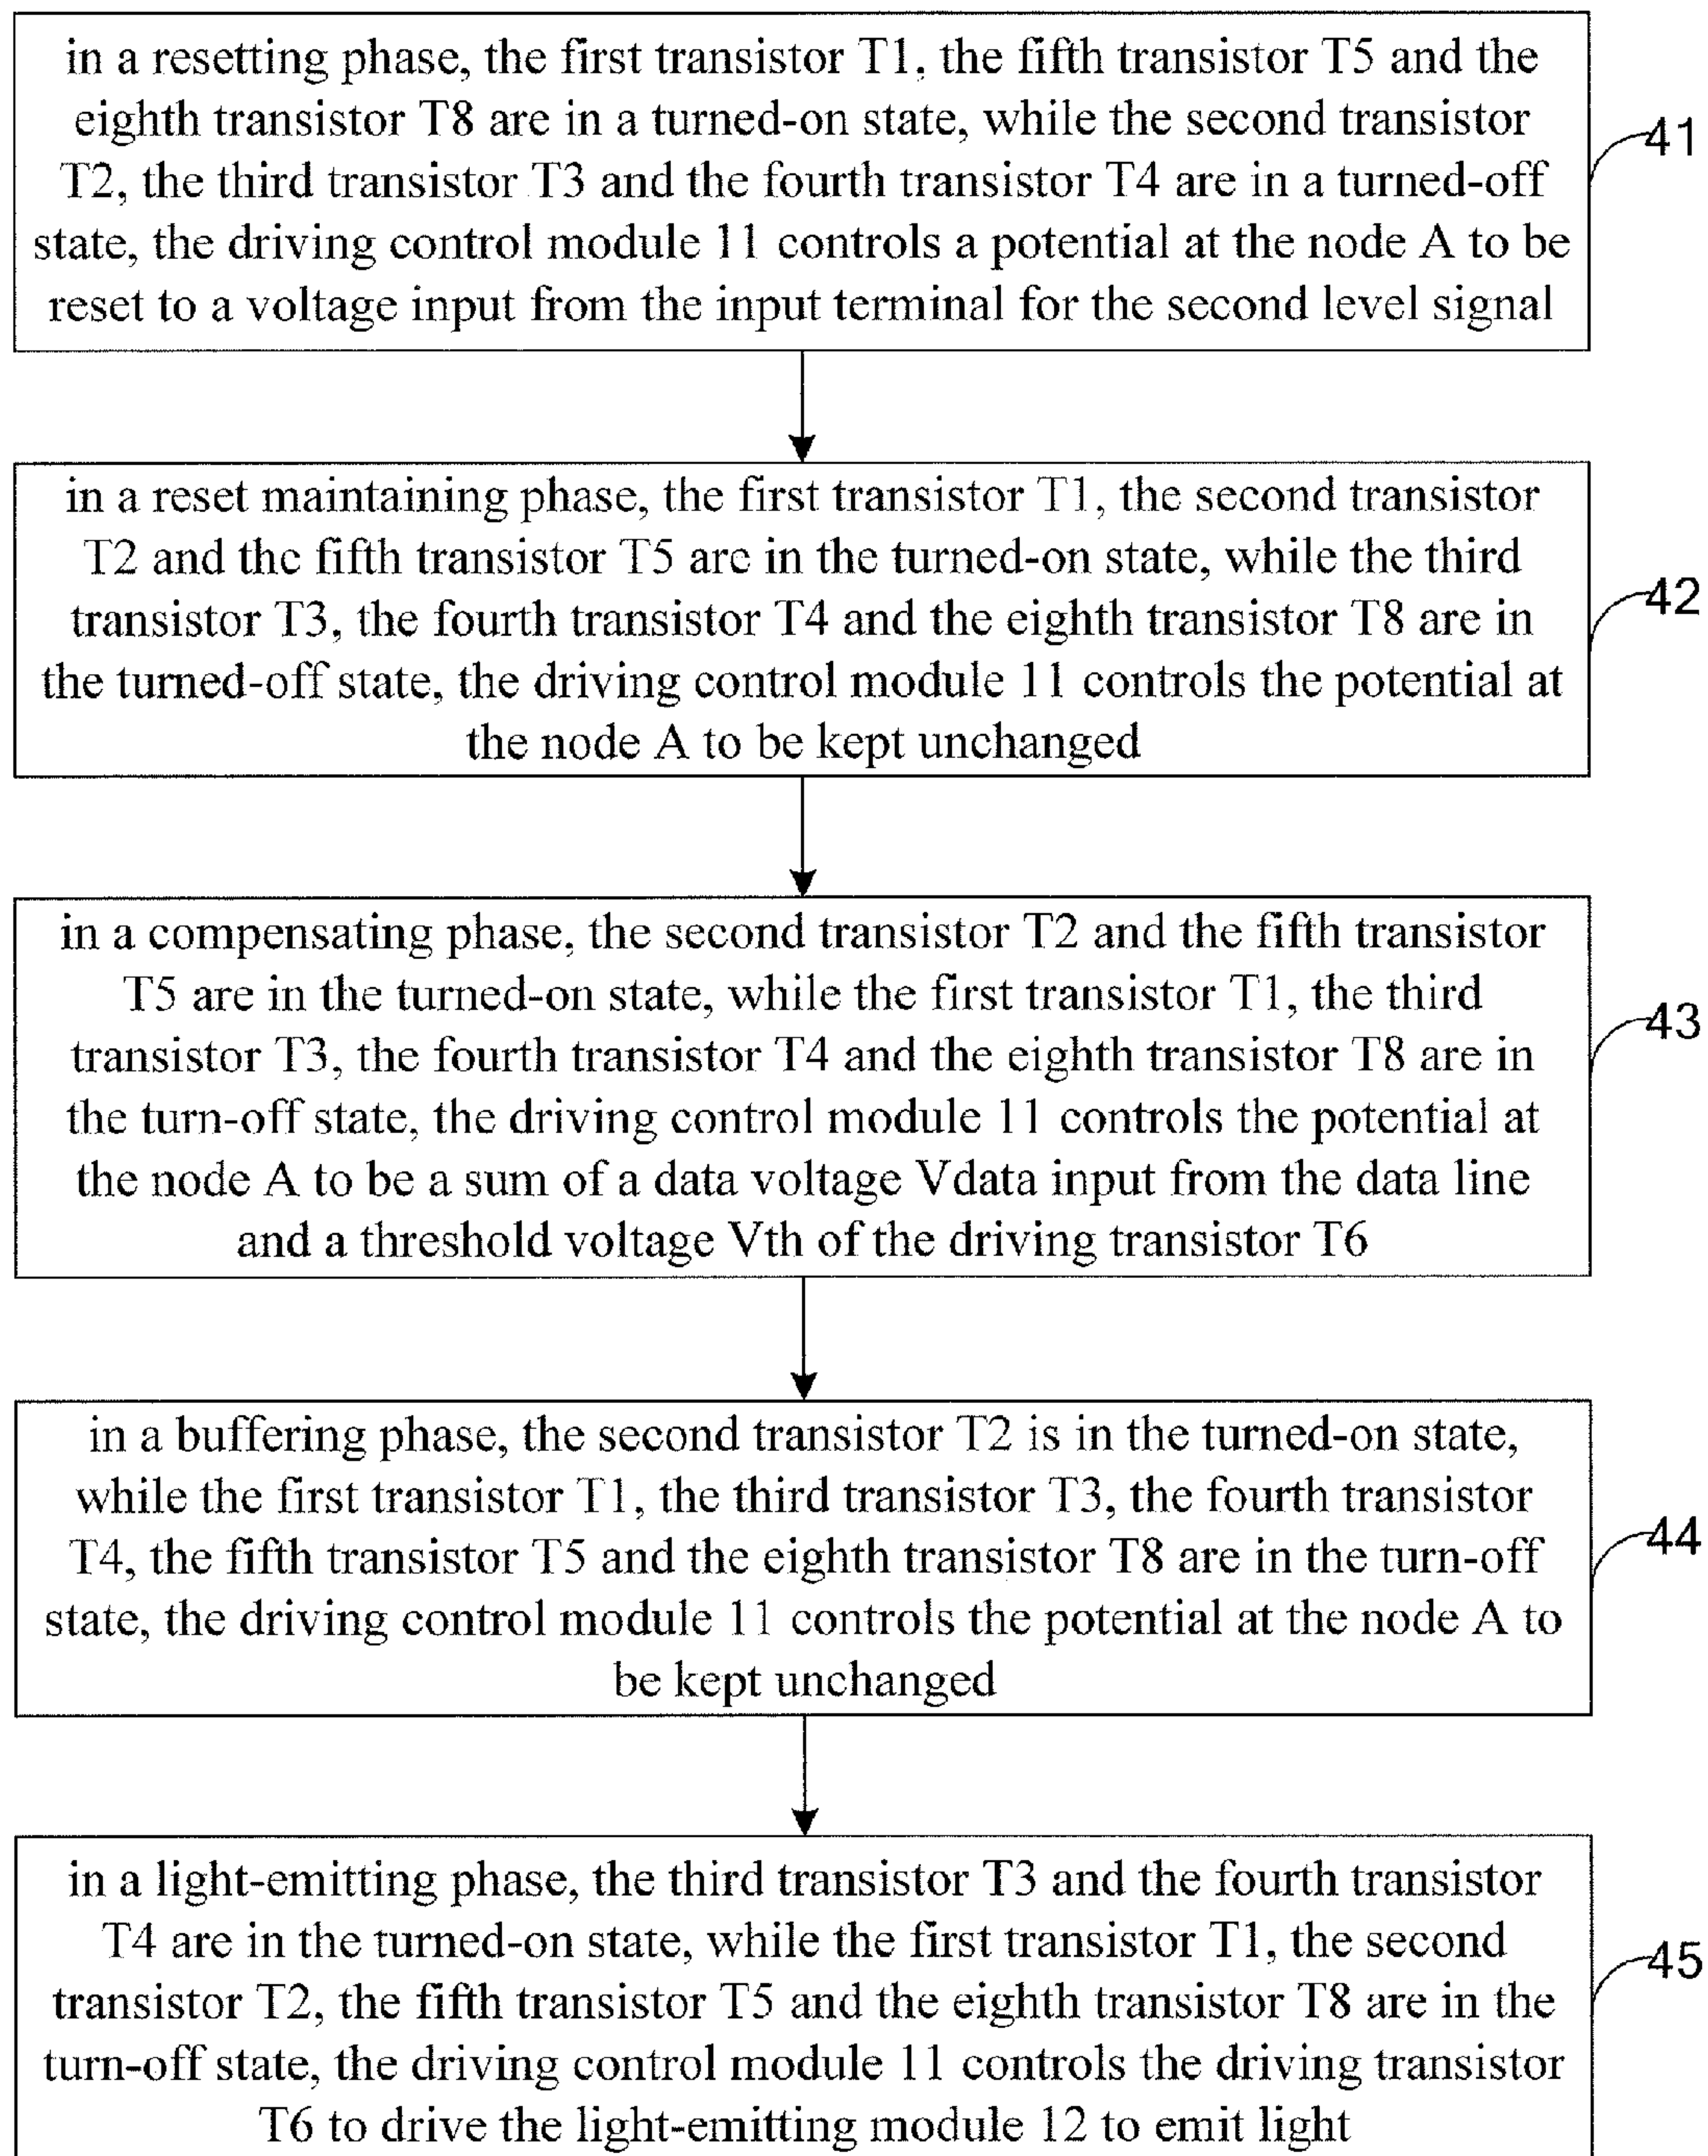 in a resetting phase, the first transistor T1, the fifth transistor T5 and the
eighth transistor T8 are in a turned-on state, while the second transistor
T2, the third transistor T3 and the fourth transistor T4 are in a turned-off
state, the driving control module 11 controls a potential at the node A to be
reset to a voltage input from the input terminal for the second level signal
41
in a reset maintaining phase, the first transistor T1, the second transistor
T2 and the fifth transistor T5 are in the turned-on state, while the third
transistor T3, the fourth transistor T4 and the eighth transistor T8 are in
the turned-off state, the driving control module 11 controls the potential at
the node A to be kept unchanged
42
in a compensating phase, the second transistor T2 and the fifth transistor
T5 are in the turned-on state, while the first transistor T1, the third
transistor T3, the fourth transistor T4 and the eighth transistor T8 are in
the turn-off state, the driving control module 11 controls the potential at
the node A to be a sum of a data voltage Vdata input from the data line
and a threshold voltage Vth of the driving transistor T6
43
in a buffering phase, the second transistor T2 is in the turned-on state,
while the first transistor T1, the third transistor T3, the fourth transistor
T4, the fifth transistor T5 and the eighth transistor T8 are in the turn-off
state, the driving control module 11 controls the potential at the node A to
be kept unchanged
44
in a light-emitting phase, the third transistor T3 and the fourth transistor
T4 are in the turned-on state, while the first transistor T1, the second
transistor T2, the fifth transistor T5 and the eighth transistor T8 are in the
turn-off state, the driving control module 11 controls the driving transistor
T6 to drive the light-emitting module 12 to emit light
45